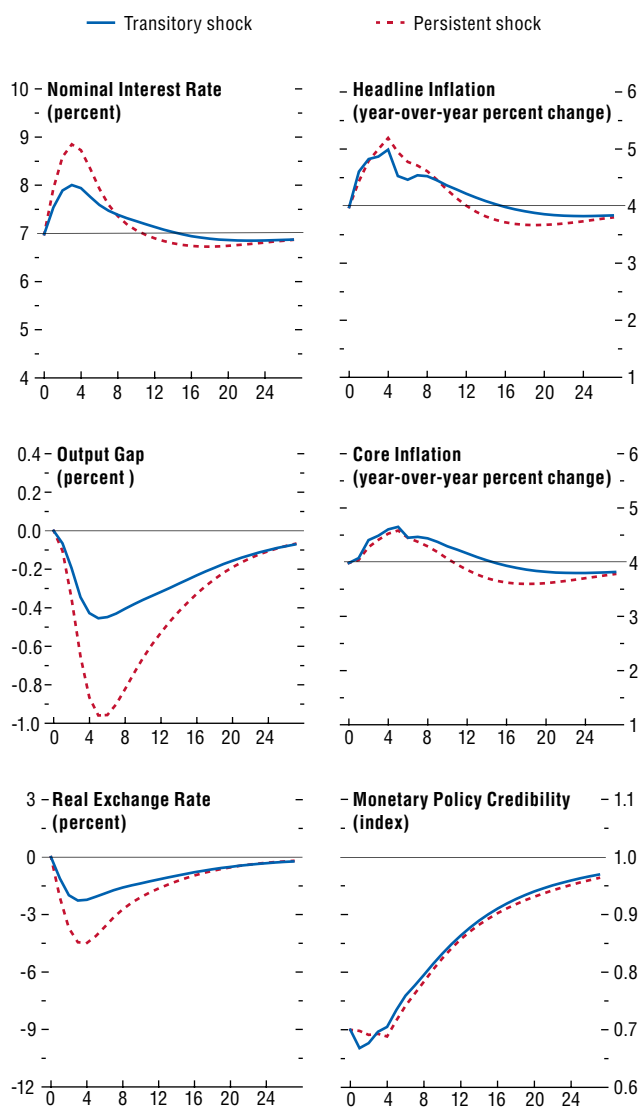 Transitory shock Persistent shock
Nominal Interest Rate
(percent)
10
9
8
7
6
5
4
0 4 8 12 16 20 24
Headline Inflation
(year-over-year percent change)
6
5
4
3
2
1
0 4 8 12 16 20 24
Output Gap
(percent )
0.4
0.2
0.0
-0.2
-0.4
-0.6
-0.8
-1.0
0 4 8 12 16 20 24
Core Inflation
(year-over-year percent change)
6
5
4
3
2
1
0 4 8 12 16 20 24
Real Exchange Rate
(percent)
3
0
-3
-6
-9
-12
0 4 8 12 16 20 24
Monetary Policy Credibility
(index)
1.1
1.0
0.9
0.8
0.7
0.6
0 4 8 12 16 20 24